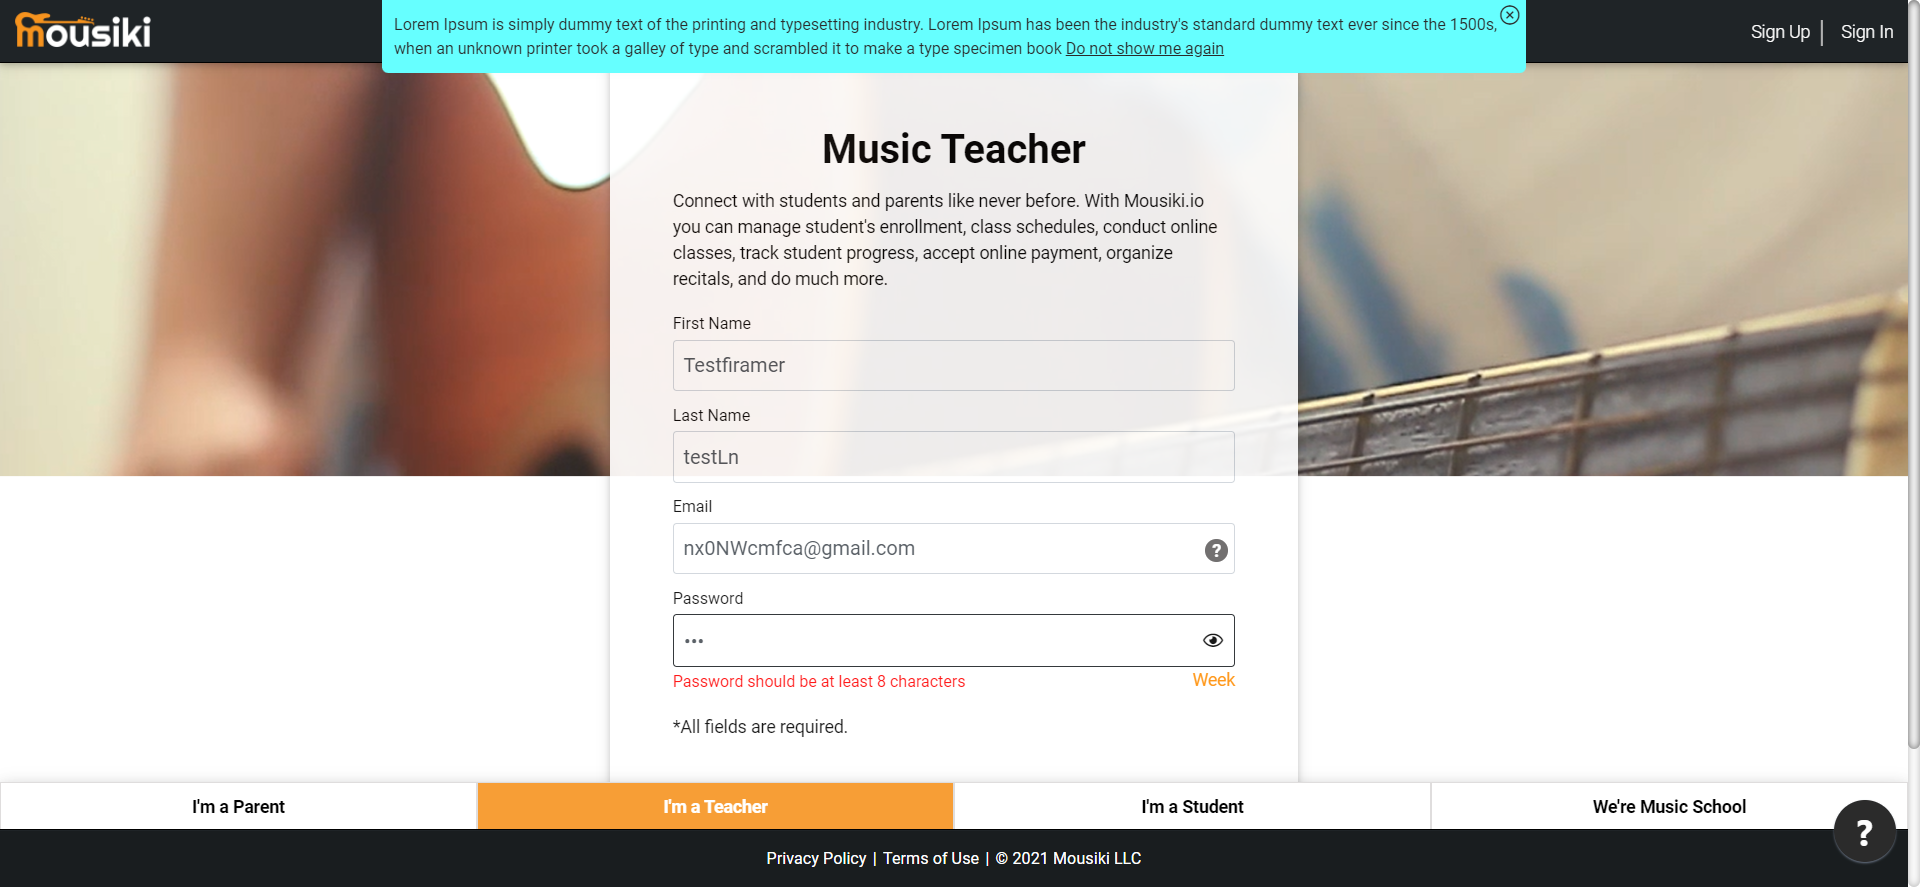 mousiki
Lorem Ipsum is simply dummy text of the printing and typesetting industry. Lorem Ipsum has been the industry's standard dummy text ever since the 1500s,
when an unknown printer took a galley of type and scrambled it to make a type specimen book Do not show me again
Sign Up | Sign In
Music Teacher
Connect with students and parents like never before. With Mousiki.io
you can manage student's enrollment, class schedules, conduct online
classes, track student progress, accept online payment, organize
recitals, and do much more.
First Name
Testfiramer
Last Name
testLn
Email
nx0NWcmfca@gmail.com
?
Password
•••
Password should be at least 8 characters
Week
*All fields are required.
I'm a Parent
I'm a Teacher
I'm a Student
We're Music School
?
Privacy Policy | Terms of Use | © 2021 Mousiki LLC